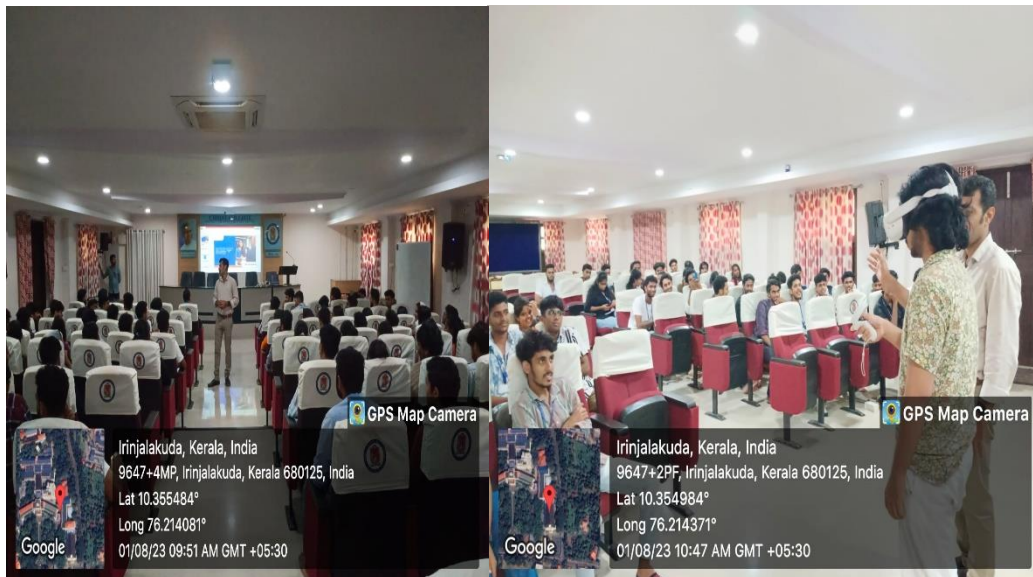 GPS Map Camera
Irinjalakuda, Kerala, India
9647+4MP, Irinjalakuda, Kerala 680125, India
Lat 10.355484°
Long 76.214081°
01/08/23 09:51 AM GMT +05:30
Google
GPS Map Camera
Irinjalakuda, Kerala, India
9647+2PF, Irinjalakuda, Kerala 680125, India
Lat 10.354984°
Long 76.214371°
01/08/23 10:47 AM GMT +05:30
Google